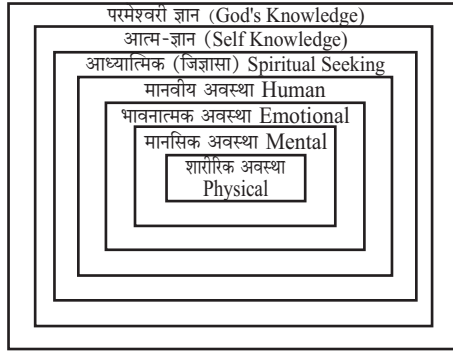 परमेश्वरी ज्ञान (God's Knowledge)
आत्म-ज्ञान (Self Knowledge)
आध्यात्मिक (जिज्ञासा) Spiritual Seeking
मानवीय अवस्था Human
भावनात्मक अवस्था Emotional
मानसिक अवस्था Mental
शारीरिक अवस्था
Physical